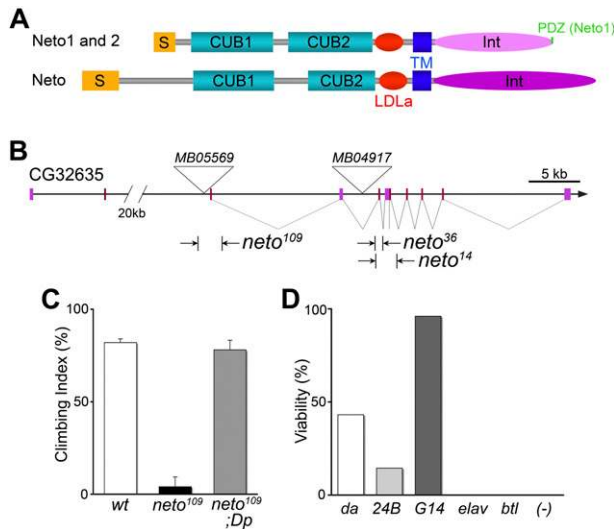 A
Neto1 and 2 S CUB1 CUB2 Int PDZ (Neto1)
TM
Neto S CUB1 CUB2 Int
LDLa
B
MB05569 MB04917
CG32635 5 kb
20kb
neto¹⁰⁹ neto³⁶
neto¹⁴
C
Climbing Index (%)
100
50
0
wt neto¹⁰⁹ neto¹⁰⁹
;Dp
D
Viability (%)
100
50
0
da 24B G14 elav btl (-)